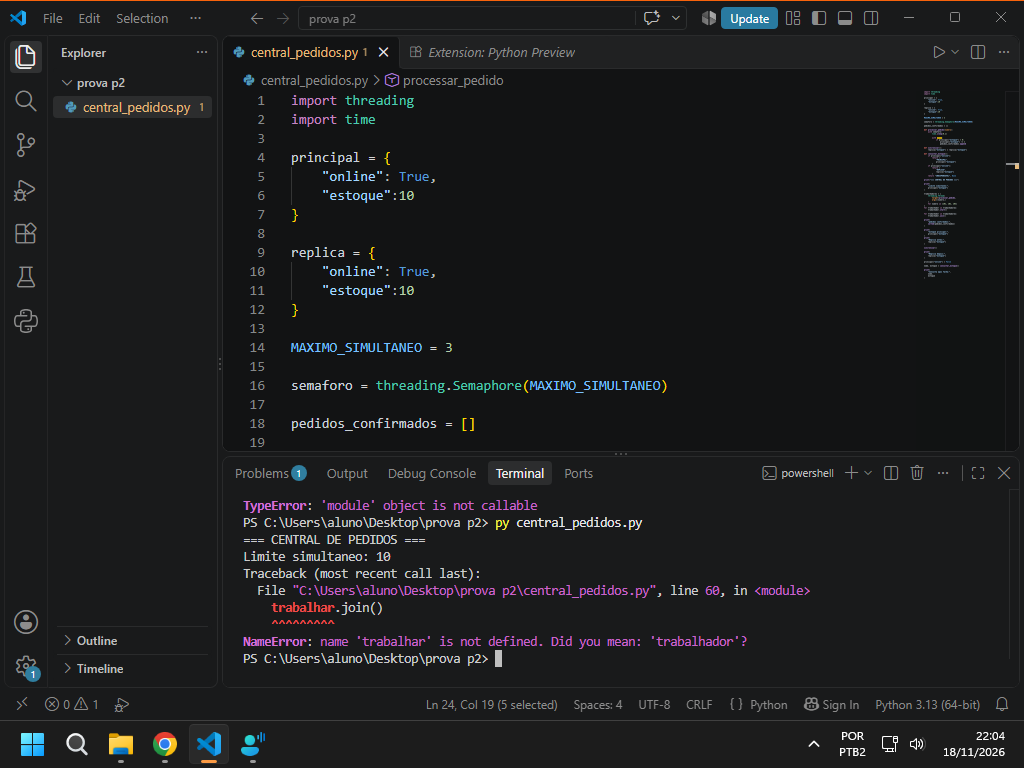 File Edit Selection ··· prova p2 Update
Explorer ···
prova p2
central_pedidos.py 1
Outline
Timeline
central_pedidos.py 1 Extension: Python Preview
central_pedidos.py > processar_pedido
1 import threading
2 import time
3
4 principal = {
5 "online": True,
6 "estoque":10
7 }
8
9 replica = {
10 "online": True,
11 "estoque":10
12 }
13
14 MAXIMO_SIMULTANEO = 3
15
16 semaforo = threading.Semaphore(MAXIMO_SIMULTANEO)
17
18 pedidos_confirmados = []
19
Problems 1 Output Debug Console Terminal Ports powershell
TypeError: 'module' object is not callable
PS C:\Users\aluno\Desktop\prova p2> py central_pedidos.py
=== CENTRAL DE PEDIDOS ===
Limite simultaneo: 10
Traceback (most recent call last):
File "C:\Users\aluno\Desktop\prova p2\central_pedidos.py", line 60, in <module>
trabalhar.join()
^^^^^^^^^
NameError: name 'trabalhar' is not defined. Did you mean: 'trabalhador'?
PS C:\Users\aluno\Desktop\prova p2>
1
0 1 Ln 24, Col 19 (5 selected) Spaces: 4 UTF-8 CRLF { } Python Sign In Python 3.13 (64-bit)
POR
PTB2
22:04
18/11/2026